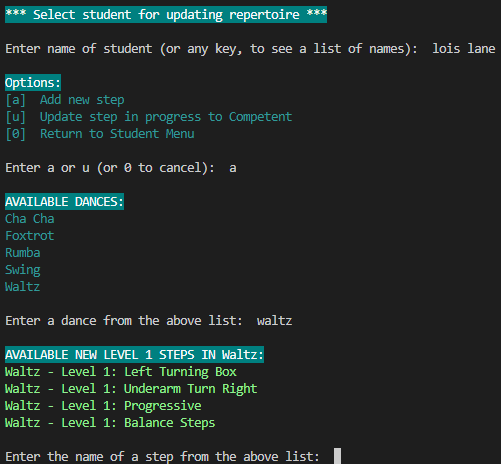 *** Select student for updating repertoire ***
Enter name of student (or any key, to see a list of names):  lois lane
Options:
[a]  Add new step
[u]  Update step in progress to Competent
[0]  Return to Student Menu
Enter a or u (or 0 to cancel):  a
AVAILABLE DANCES:
Cha Cha
Foxtrot
Rumba
Swing
Waltz
Enter a dance from the above list:  waltz
AVAILABLE NEW LEVEL 1 STEPS IN Waltz:
Waltz - Level 1: Left Turning Box
Waltz - Level 1: Underarm Turn Right
Waltz - Level 1: Progressive
Waltz - Level 1: Balance Steps
Enter the name of a step from the above list: